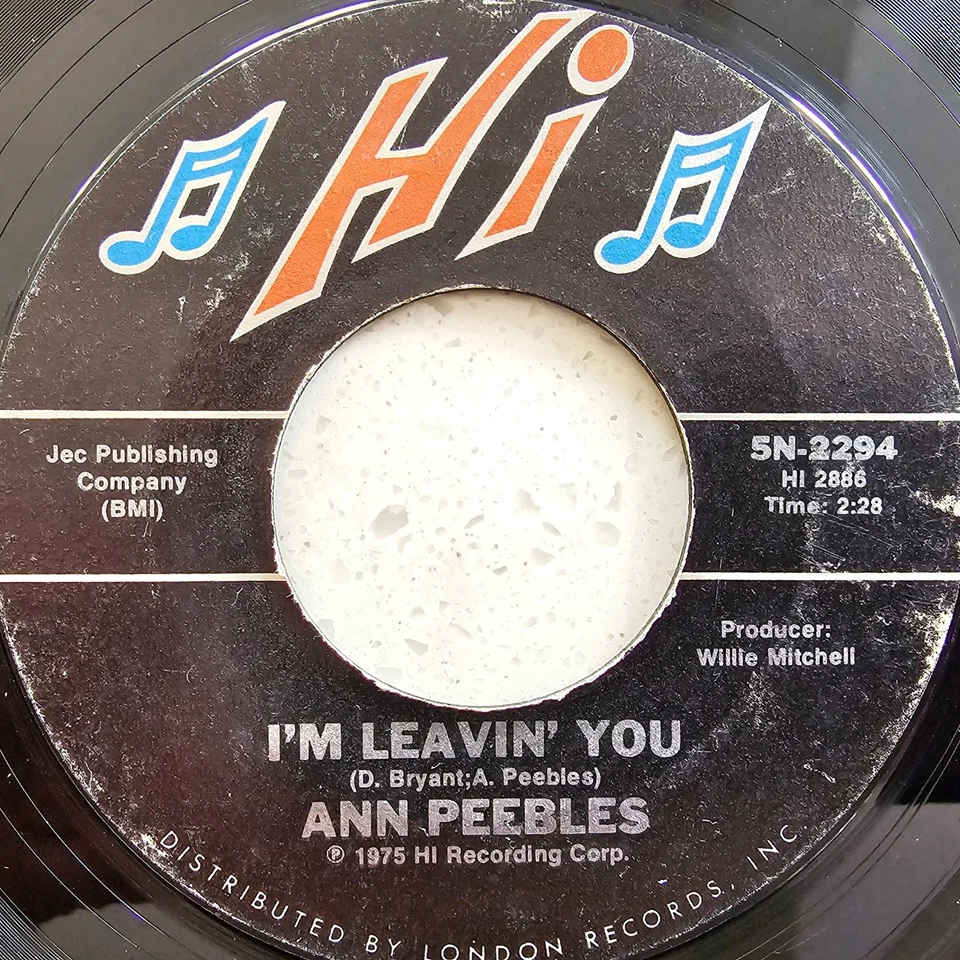 Hi
Jec Publishing
Company
(BMI)
5N-2294
HI 2886
Time: 2:28
Producer:
Willie Mitchell
I'M LEAVIN' YOU
(D. Bryant;A. Peebles)
ANN PEEBLES
℗ 1975 HI Recording Corp.
DISTRIBUTED BY LONDON RECORDS, INC.